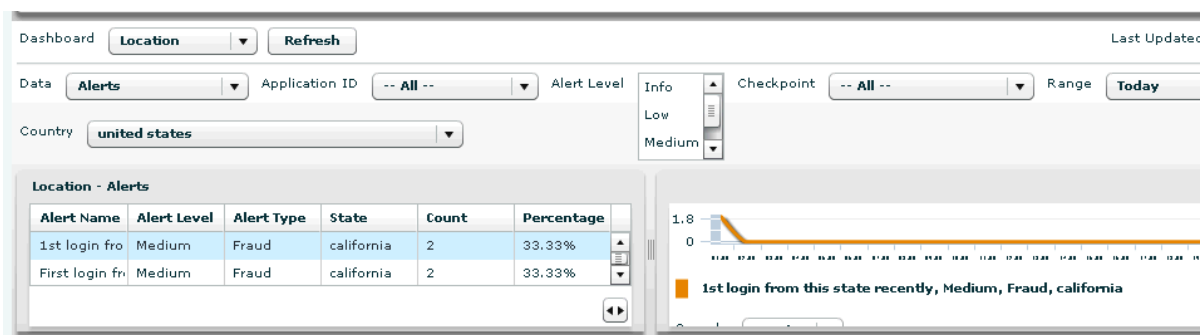 Dashboard Location Refresh Last Updated
Data Alerts Application ID -- All -- Alert Level Info Low Medium Checkpoint -- All -- Range Today
Country united states
Location - Alerts
Alert Name Alert Level Alert Type State Count Percentage
1st login fro Medium Fraud california 2 33.33%
First login fr Medium Fraud california 2 33.33%
1.8
0
1st login from this state recently, Medium, Fraud, california